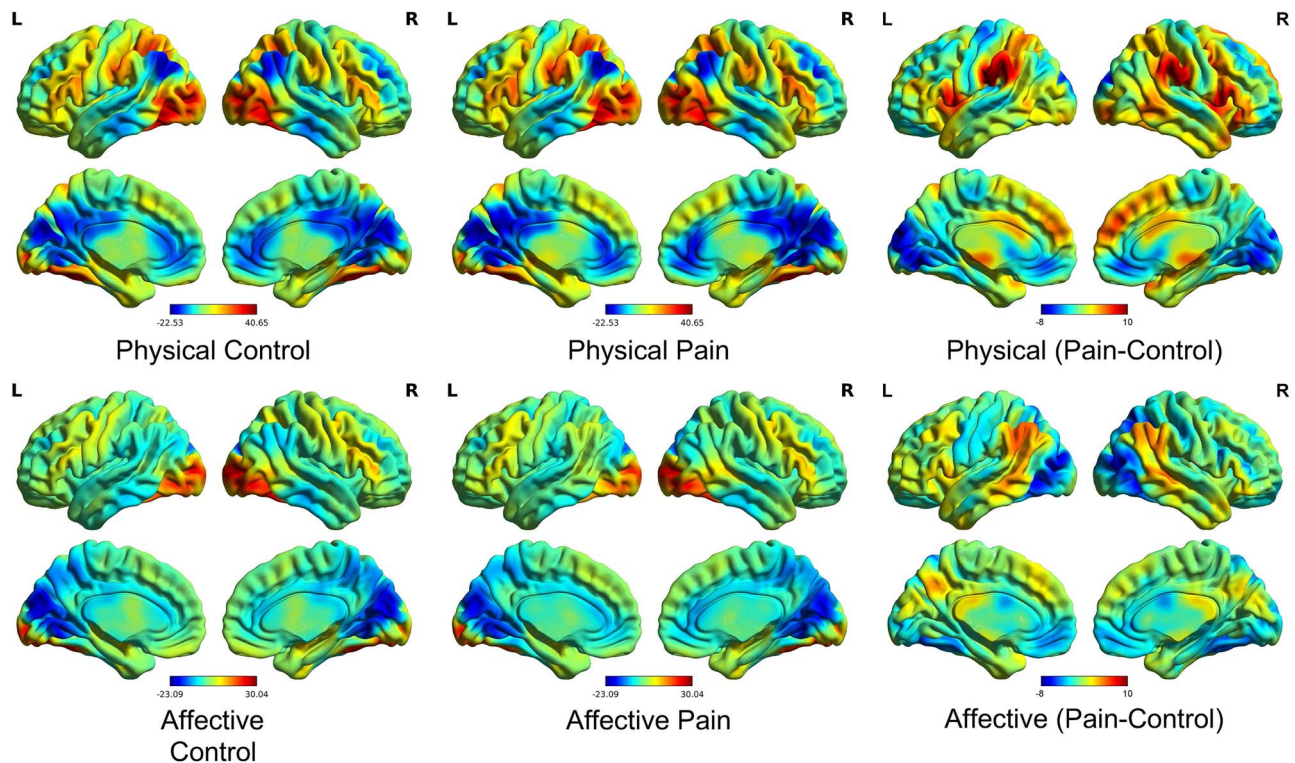 L R L R L R
-22.53 40.65 -22.53 40.65 -8 10
Physical Control Physical Pain Physical (Pain-Control)
L R L R L R
-23.09 30.04 -23.09 30.04 -8 10
Affective Control Affective Pain Affective (Pain-Control)